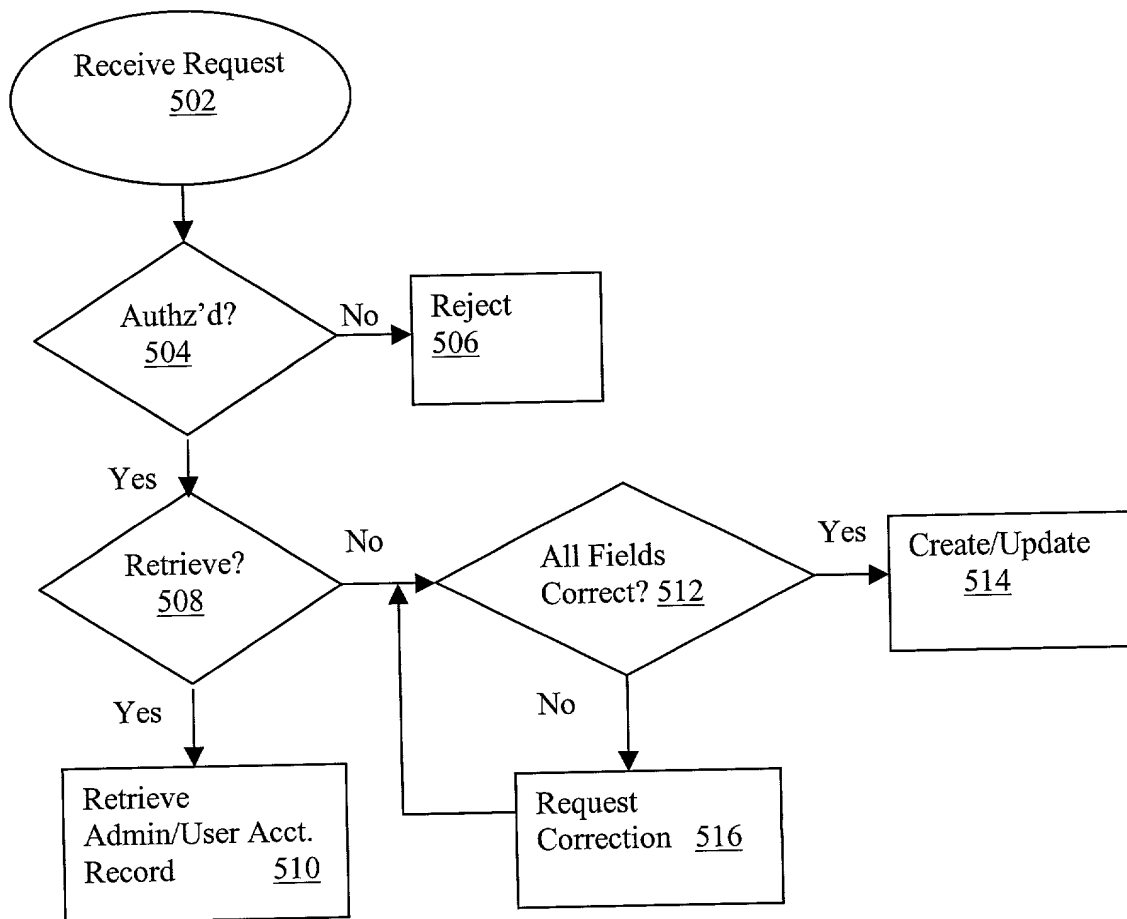 Receive Request
502
Authz'd?
504
No
Reject
506
Yes
Retrieve?
508
No
All Fields
Correct? 512
Yes
Create/Update
514
Yes
No
Retrieve
Admin/User Acct.
Record 510
Request
Correction 516